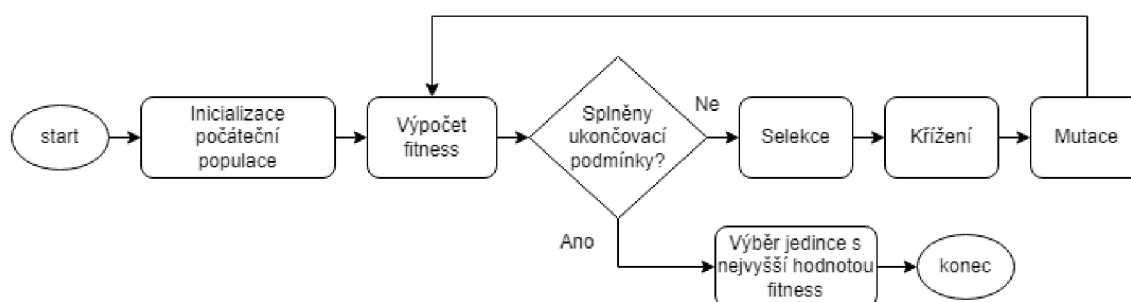 start
Inicializace
počáteční
populace
Výpočet
fitness
Splněny
ukončovací
podmínky?
Ne
Selekce
Křížení
Mutace
Ano
Výběr jedince s
nejvyšší hodnotou
fitness
konec